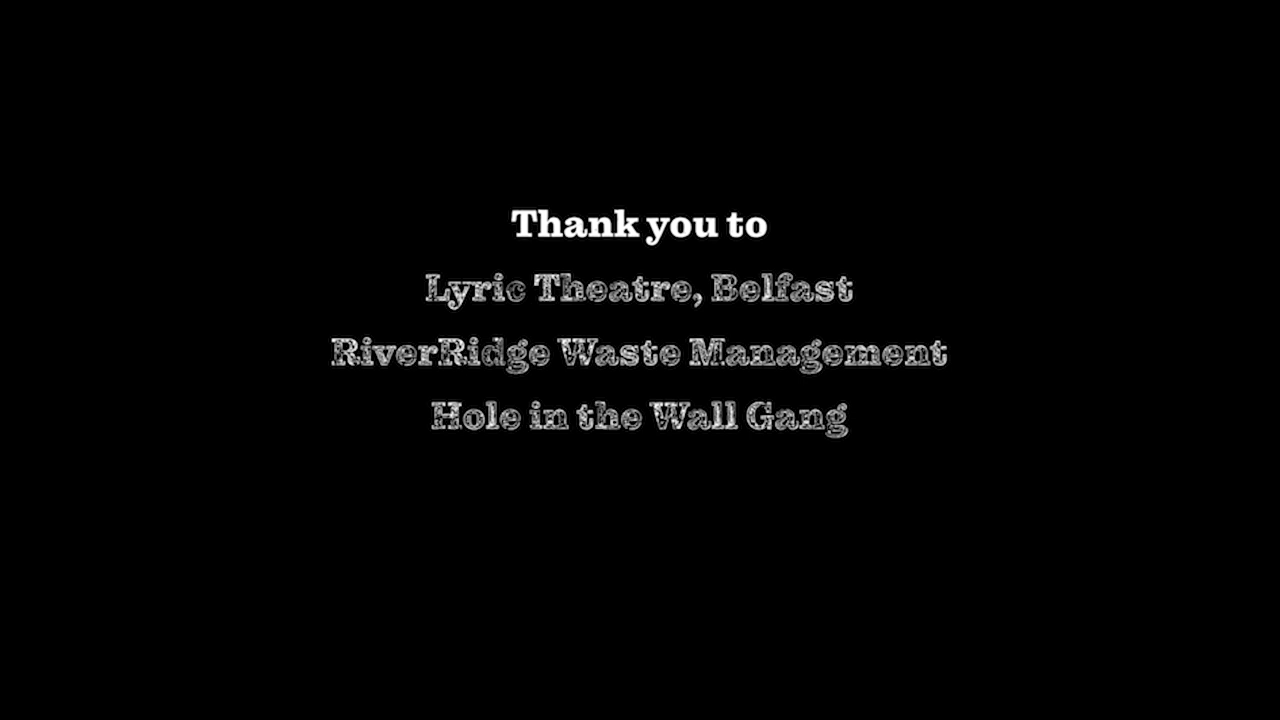 Thank you to
Lyric Theatre, Belfast
RiverRidge Waste Management
Hole in the Wall Gang